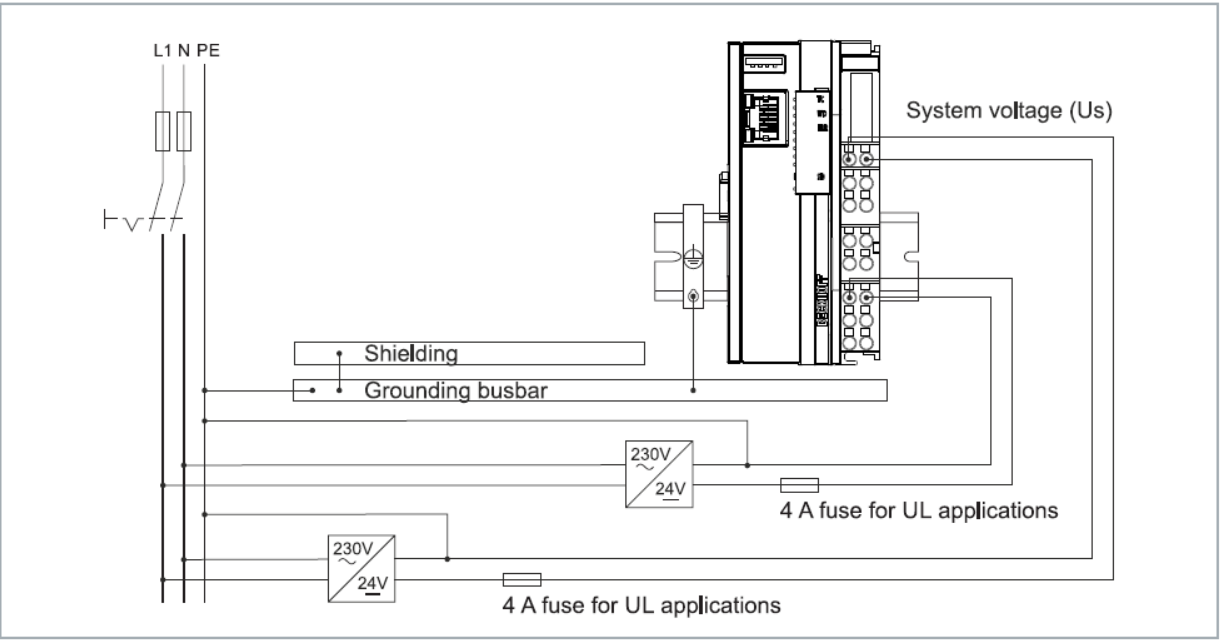 L1 N PE
System voltage (Us)
Shielding
Grounding busbar
230V
24V
4 A fuse for UL applications
230V
24V
4 A fuse for UL applications